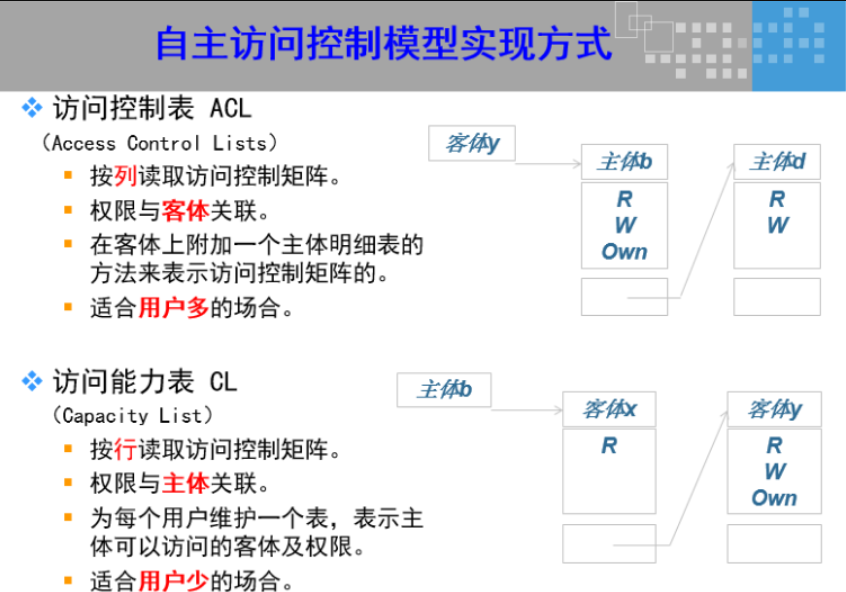 自主访问控制模型实现方式
访问控制表 ACL
（Access Control Lists）
按列读取访问控制矩阵。
权限与客体关联。
在客体上附加一个主体明细表的
方法来表示访问控制矩阵的。
适合用户多的场合。
客体y
主体b
R
W
Own
主体d
R
W
访问能力表 CL
（Capacity List）
按行读取访问控制矩阵。
权限与主体关联。
为每个用户维护一个表，表示主
体可以访问的客体及权限。
适合用户少的场合。
主体b
客体x
R
客体y
R
W
Own